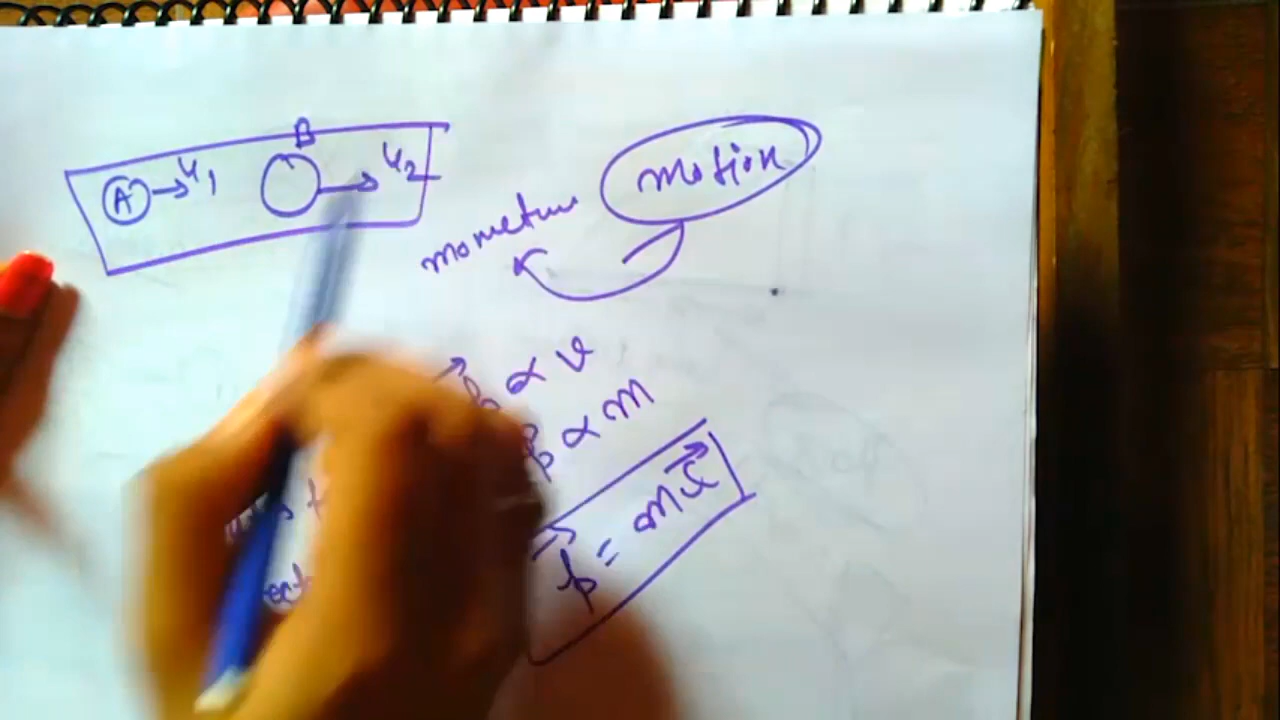 B
A → u₁ → u₂
motion
momentum
p⃗ ∝ v
p ∝ m
p⃗ = mv⃗